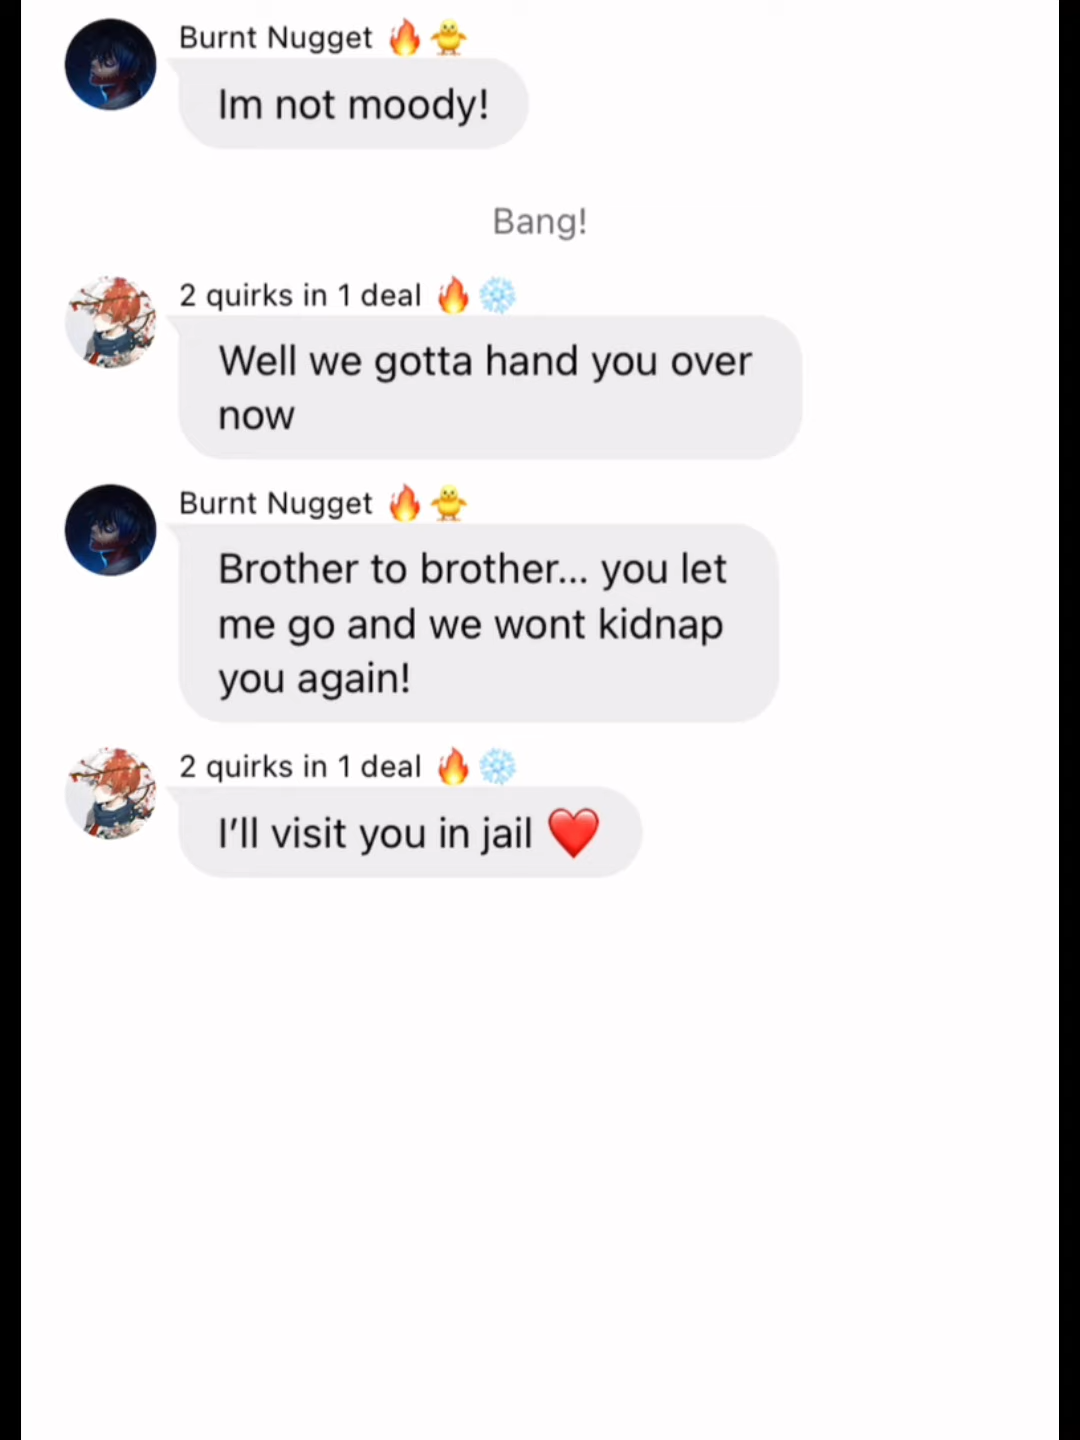 Burnt Nugget 🔥🐥
Im not moody!
Bang!
2 quirks in 1 deal 🔥❄️
Well we gotta hand you over
now
Burnt Nugget 🔥🐥
Brother to brother... you let
me go and we wont kidnap
you again!
2 quirks in 1 deal 🔥❄️
I'll visit you in jail ❤️